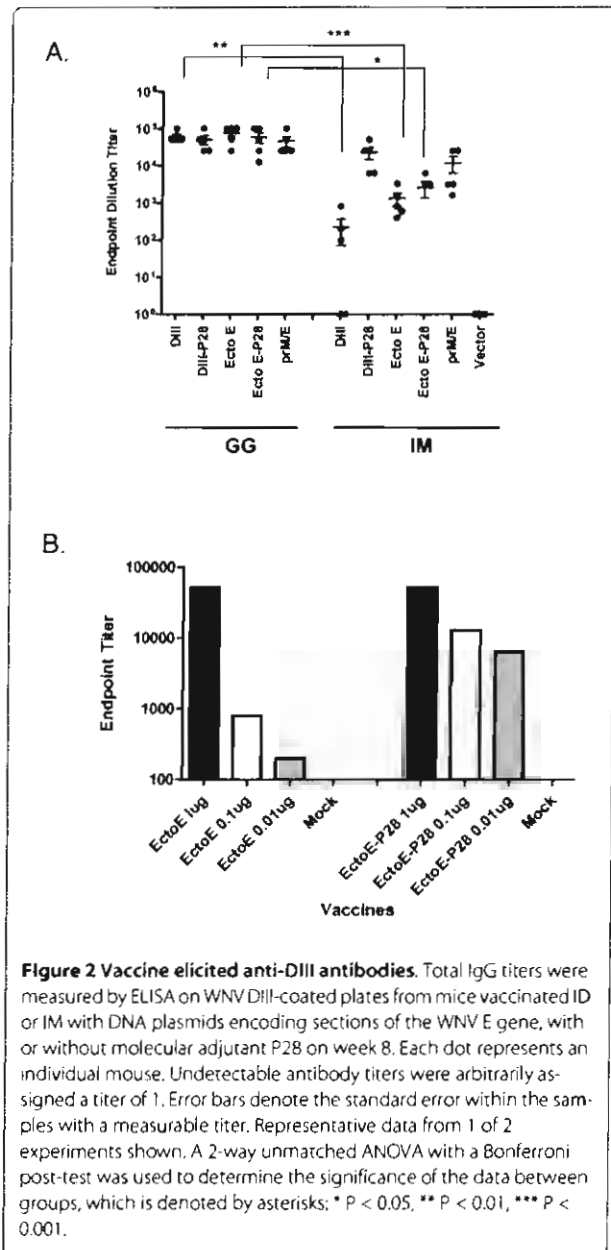 A.
**
***
*
Endpoint Dilution Titer
10⁶
10⁵
10⁴
10³
10²
10¹
10⁰
DIII
DIII-P28
Ecto E
Ecto E-P28
prM/E
DIII
DIII-P28
Ecto E
Ecto E-P28
prM/E
Vector
GG
IM
B.
Endpoint Titer
100000
10000
1000
100
EctoE 1ug
EctoE 0.1ug
EctoE 0.01ug
Mock
EctoE-P28 1ug
EctoE-P28 0.1ug
EctoE-P28 0.01ug
Mock
Vaccines
Figure 2 Vaccine elicited anti-DIII antibodies. Total IgG titers were
measured by ELISA on WNV DIII-coated plates from mice vaccinated ID
or IM with DNA plasmids encoding sections of the WNV E gene, with
or without molecular adjutant P28 on week 8. Each dot represents an
individual mouse. Undetectable antibody titers were arbitrarily as-
signed a titer of 1. Error bars denote the standard error within the sam-
ples with a measurable titer. Representative data from 1 of 2
experiments shown. A 2-way unmatched ANOVA with a Bonferroni
post-test was used to determine the significance of the data between
groups, which is denoted by asterisks; * P < 0.05, ** P < 0.01, *** P <
0.001.